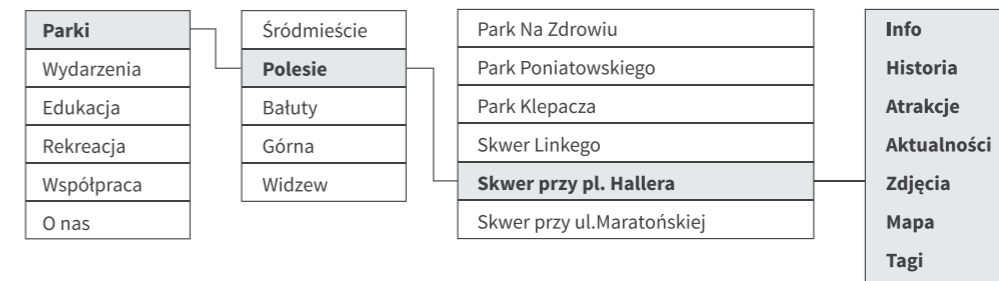 Parki
Wydarzenia
Edukacja
Rekreacja
Współpraca
O nas
Śródmieście
Polesie
Bałuty
Górna
Widzew
Park Na Zdrowiu
Park Poniatowskiego
Park Klepacza
Skwer Linkego
Skwer przy pl. Hallera
Skwer przy ul.Maratońskiej
Info
Historia
Atrakcje
Aktualności
Zdjęcia
Mapa
Tagi